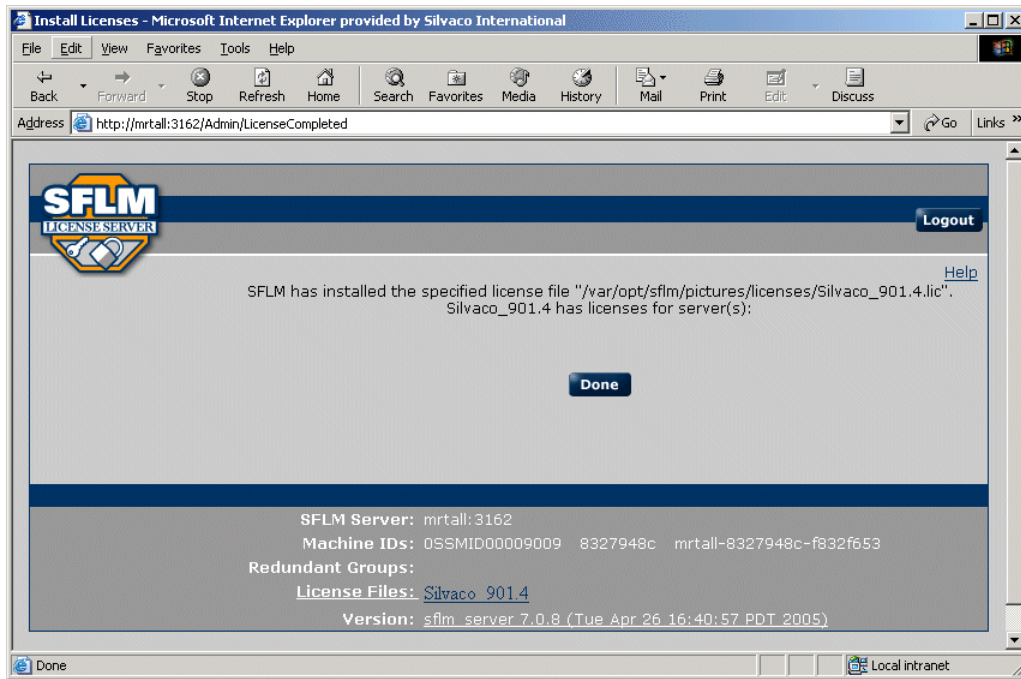 Install Licenses - Microsoft Internet Explorer provided by Silvaco International
File Edit View Favorites Tools Help
Back Forward Stop Refresh Home Search Favorites Media History Mail Print Edit Discuss
Address http://mrtall:3162/Admin/LicenseCompleted Go Links »
SFLM
LICENSE SERVER
Logout
Help
SFLM has installed the specified license file "/var/opt/sflm/pictures/licenses/Silvaco_901.4.lic".
Silvaco_901.4 has licenses for server(s):
Done
SFLM Server: mrtall:3162
Machine IDs: 0SSMID00009009 8327948c mrtall-8327948c-f832f653
Redundant Groups:
License Files: Silvaco_901.4
Version: sflm_server 7.0.8 (Tue Apr 26 16:40:57 PDT 2005)
Done Local intranet